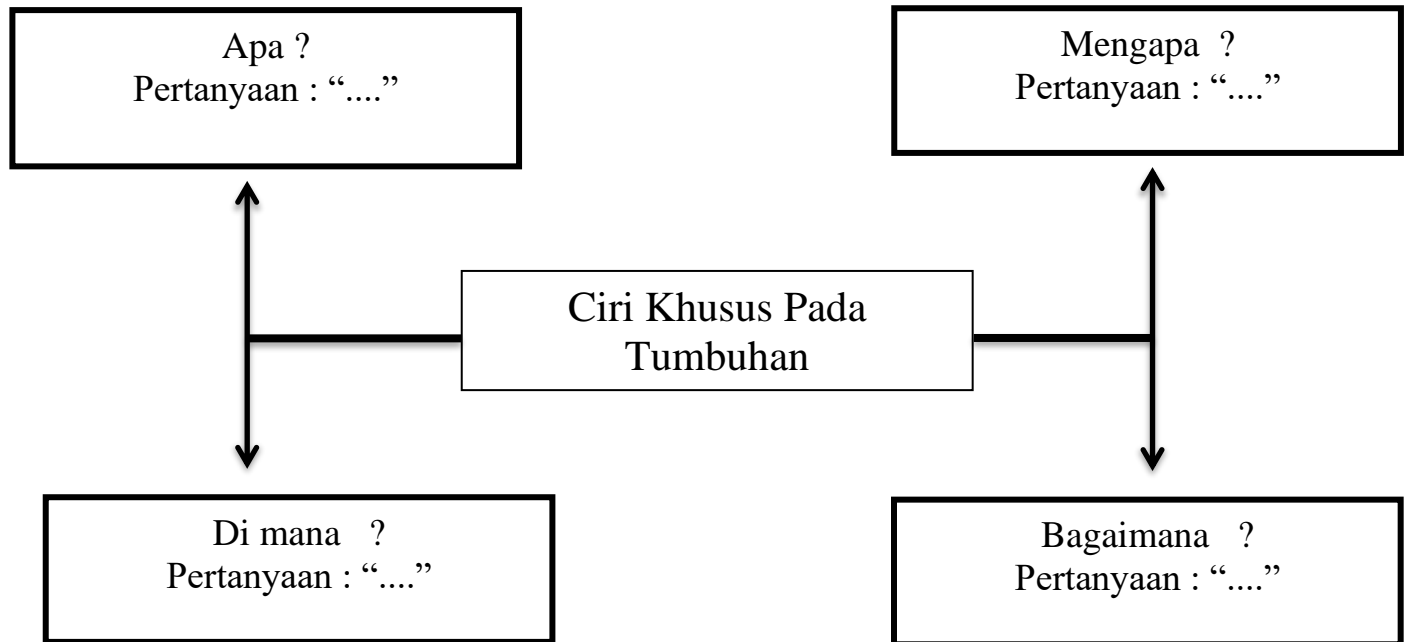 Apa ?
Pertanyaan : “....”
Mengapa ?
Pertanyaan : “....”
Ciri Khusus Pada
Tumbuhan
Di mana ?
Pertanyaan : “....”
Bagaimana ?
Pertanyaan : “....”